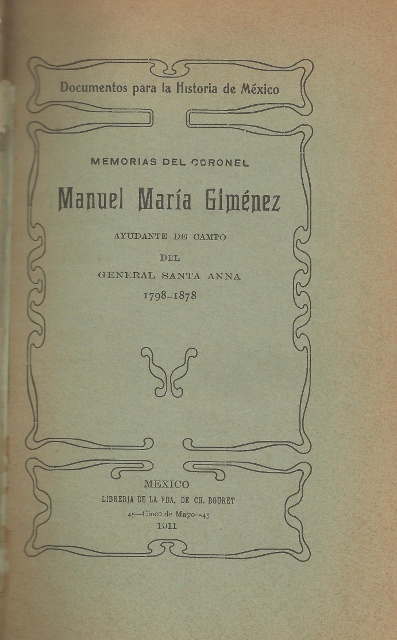 Documentos para la Historia de México
MEMORIAS DEL CORONEL
Manuel María Giménez
AYUDANTE DE CAMPO
DEL
GENERAL SANTA ANNA
1798-1878
MEXICO
LIBRERIA DE LA VDA. DE CH. BOURET
45—Cinco de Mayo—45
1911